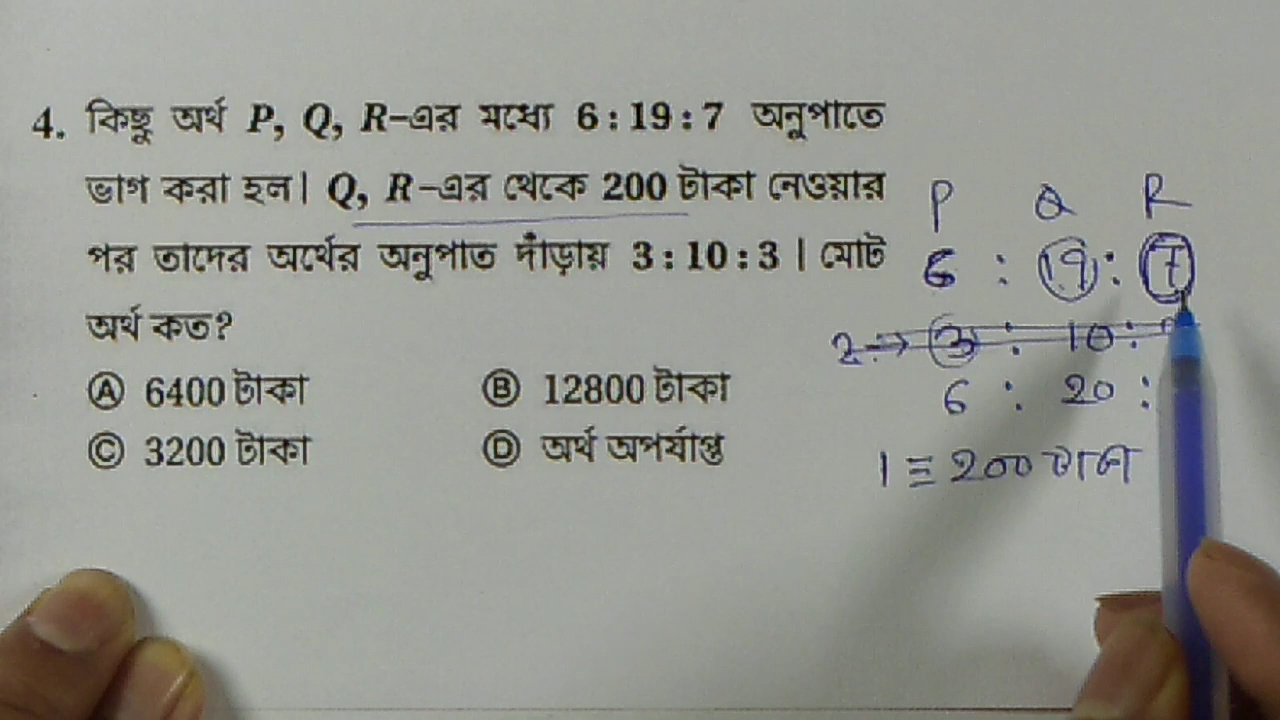 4. কিছু অর্থ P, Q, R-এর মধ্যে 6 : 19 : 7 অনুপাতে
ভাগ করা হল। Q, R-এর থেকে 200 টাকা নেওয়ার
পর তাদের অর্থের অনুপাত দাঁড়ায় 3 : 10 : 3। মোট
অর্থ কত?
Ⓐ 6400 টাকা Ⓑ 12800 টাকা
Ⓒ 3200 টাকা Ⓓ অর্থ অপর্যাপ্ত
P Q R
6 : 19 : 7
2 → 3 : 10 :
6 : 20 :
1 ≡ 200 টাকা